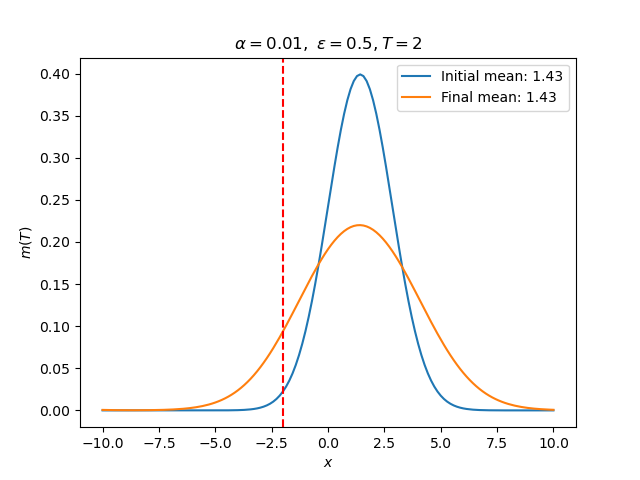 α = 0.01, ε = 0.5, T = 2
Initial mean: 1.43
Final mean: 1.43
0.40
0.35
0.30
0.25
0.20
0.15
0.10
0.05
0.00
m(T)
−10.0 −7.5 −5.0 −2.5 0.0 2.5 5.0 7.5 10.0
x